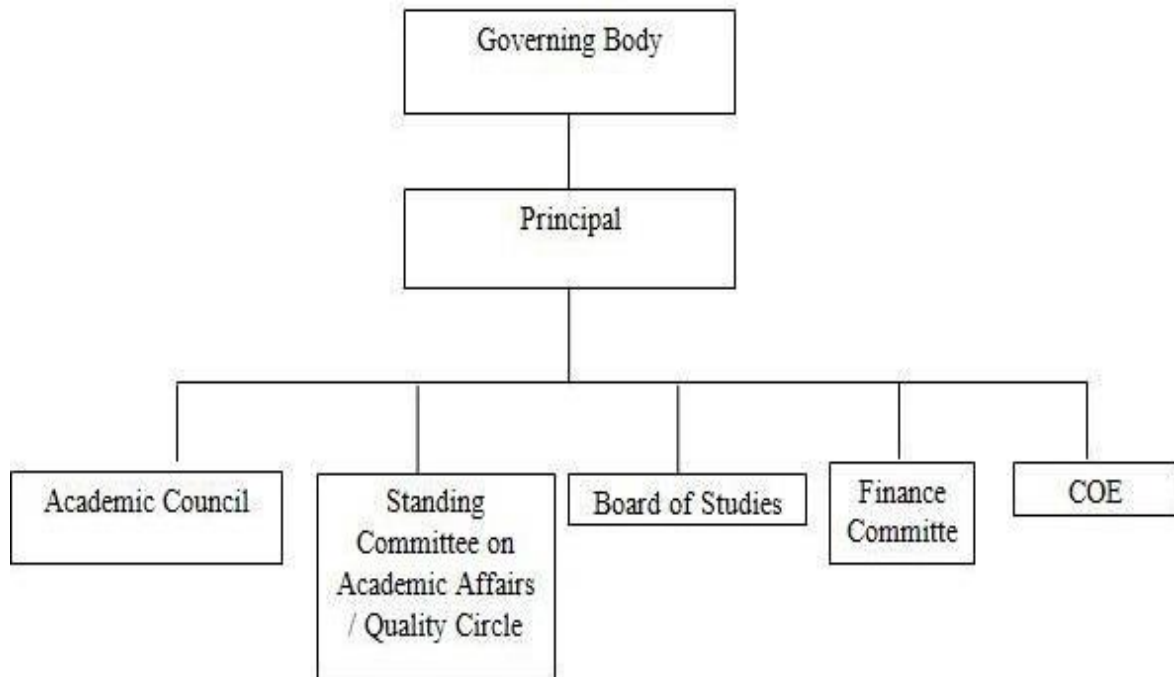 Governing Body
Principal
Academic Council
Standing
Committee on
Academic Affairs
/ Quality Circle
Board of Studies
Finance
Committe
COE